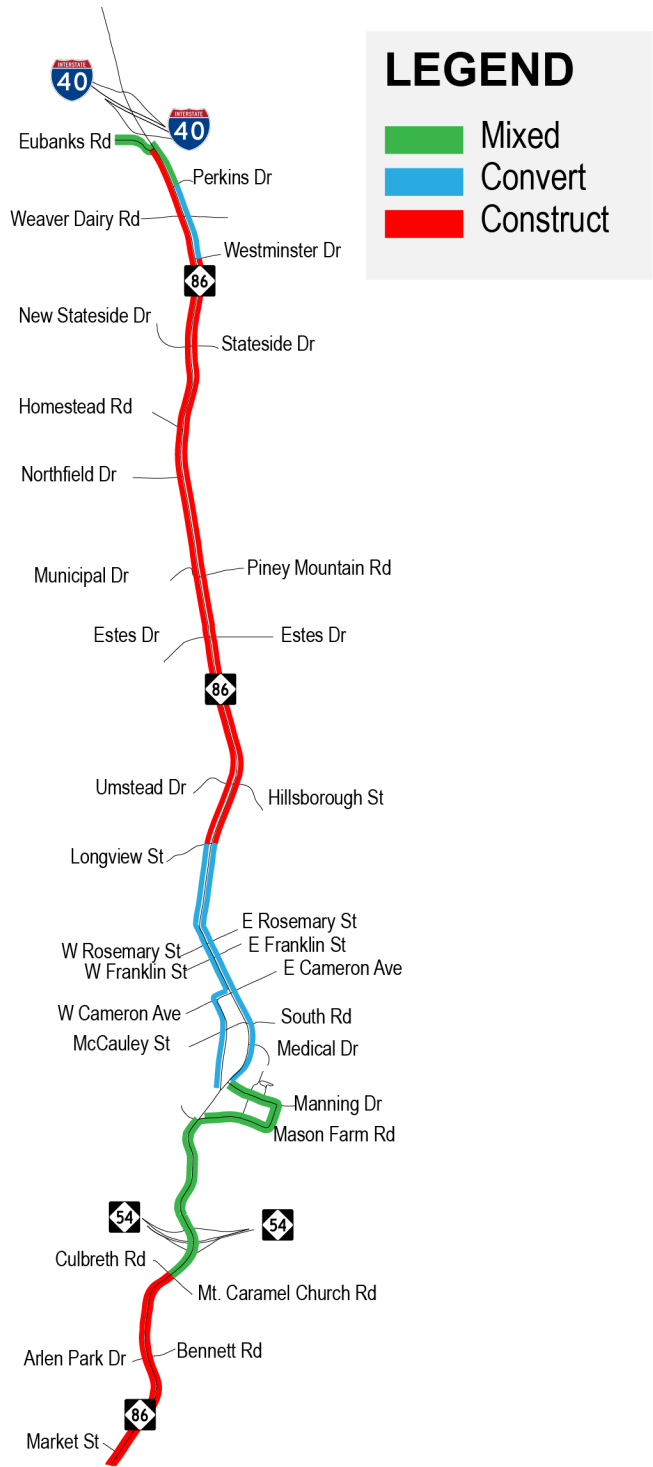 LEGEND
Mixed
Convert
Construct
INTERSTATE
40
INTERSTATE
40
Eubanks Rd
Perkins Dr
Weaver Dairy Rd
Westminster Dr
86
New Stateside Dr
Stateside Dr
Homestead Rd
Northfield Dr
Piney Mountain Rd
Municipal Dr
Estes Dr
Estes Dr
86
Umstead Dr
Hillsborough St
Longview St
E Rosemary St
W Rosemary St
E Franklin St
W Franklin St
E Cameron Ave
W Cameron Ave
South Rd
McCauley St
Medical Dr
Manning Dr
Mason Farm Rd
54
54
Culbreth Rd
Mt. Caramel Church Rd
Bennett Rd
Arlen Park Dr
86
Market St